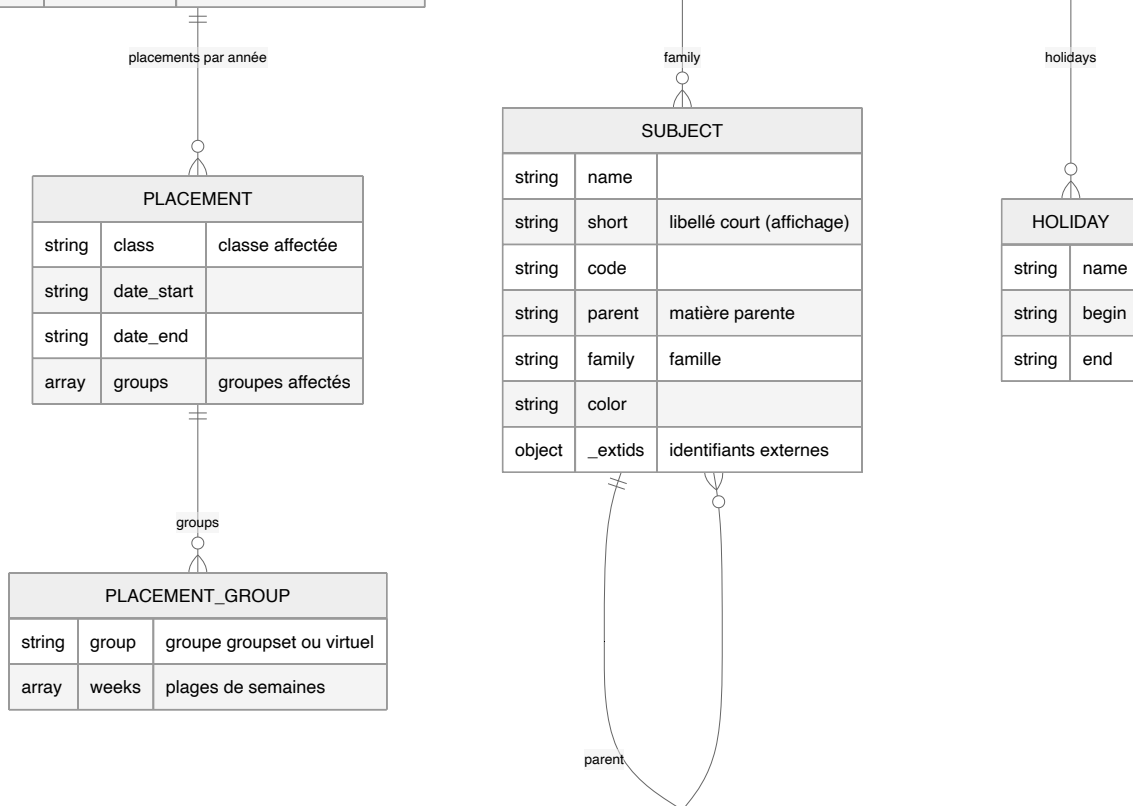 placements par année
family
holidays
SUBJECT
string name
string short libellé court (affichage)
string code
string parent matière parente
string family famille
string color
object _extids identifiants externes
PLACEMENT
string class classe affectée
string date_start
string date_end
array groups groupes affectés
HOLIDAY
string name
string begin
string end
groups
PLACEMENT_GROUP
string group groupe groupset ou virtuel
array weeks plages de semaines
parent